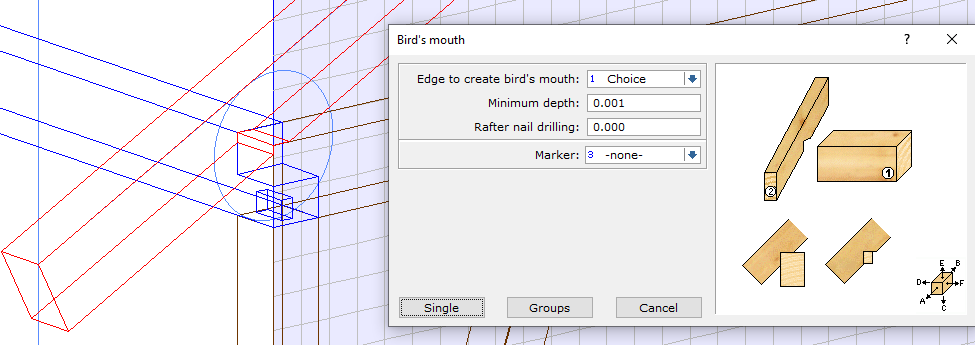 Bird's mouth
?
Edge to create bird's mouth: 1 Choice
Minimum depth: 0.001
Rafter nail drilling: 0.000
Marker: 3 -none-
1
2
E B
D F
A C
Single Groups Cancel